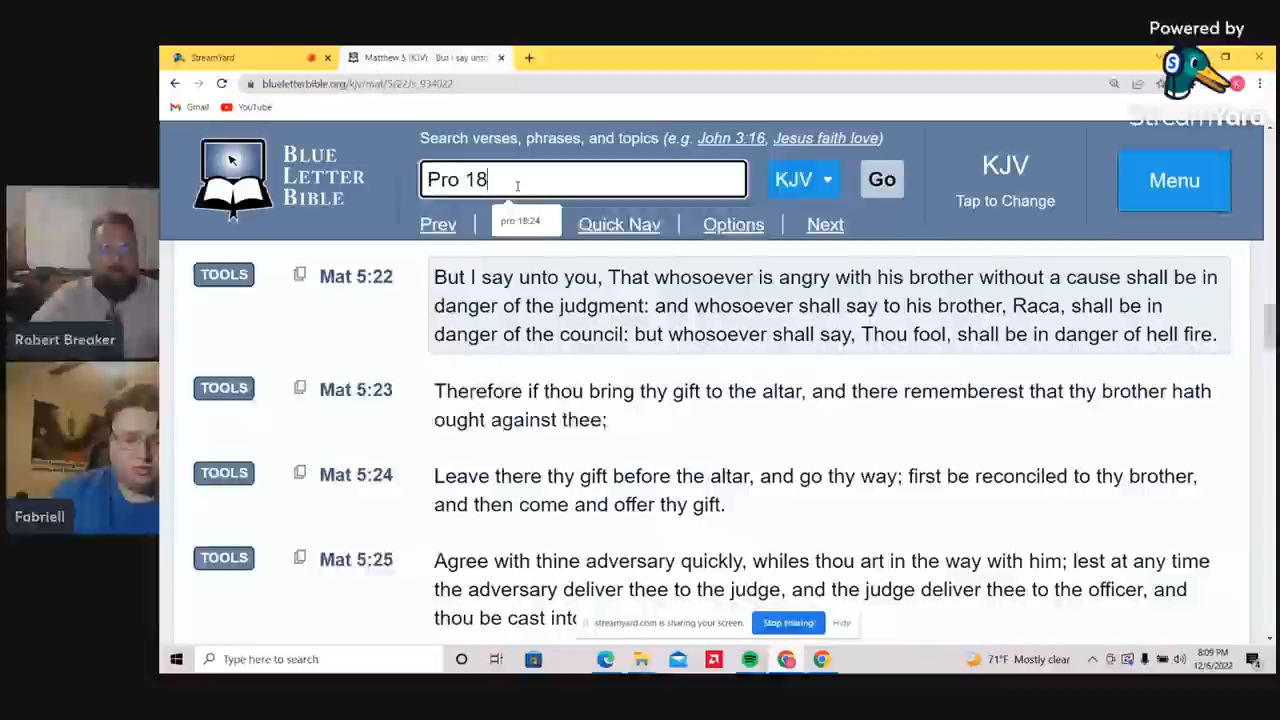 Powered by
StreamYard
StreamYard
Matthew 5 (KJV) - But I say unto
blueletterbible.org/kjv/mat/5/22/s_934022
Gmail
YouTube
BLUE
LETTER
BIBLE
Search verses, phrases, and topics (e.g. John 3:16, Jesus faith love)
Pro 18
KJV
Go
KJV
Tap to Change
Menu
pro 18:24
Prev
Quick Nav
Options
Next
TOOLS
Mat 5:22
But I say unto you, That whosoever is angry with his brother without a cause shall be in
danger of the judgment: and whosoever shall say to his brother, Raca, shall be in
danger of the council: but whosoever shall say, Thou fool, shall be in danger of hell fire.
TOOLS
Mat 5:23
Therefore if thou bring thy gift to the altar, and there rememberest that thy brother hath
ought against thee;
TOOLS
Mat 5:24
Leave there thy gift before the altar, and go thy way; first be reconciled to thy brother,
and then come and offer thy gift.
TOOLS
Mat 5:25
Agree with thine adversary quickly, whiles thou art in the way with him; lest at any time
the adversary deliver thee to the judge, and the judge deliver thee to the officer, and
thou be cast into
streamyard.com is sharing your screen.
Stop sharing
Hide
Robert Breaker
Fabriell
Type here to search
71°F Mostly clear
8:09 PM
12/6/2022